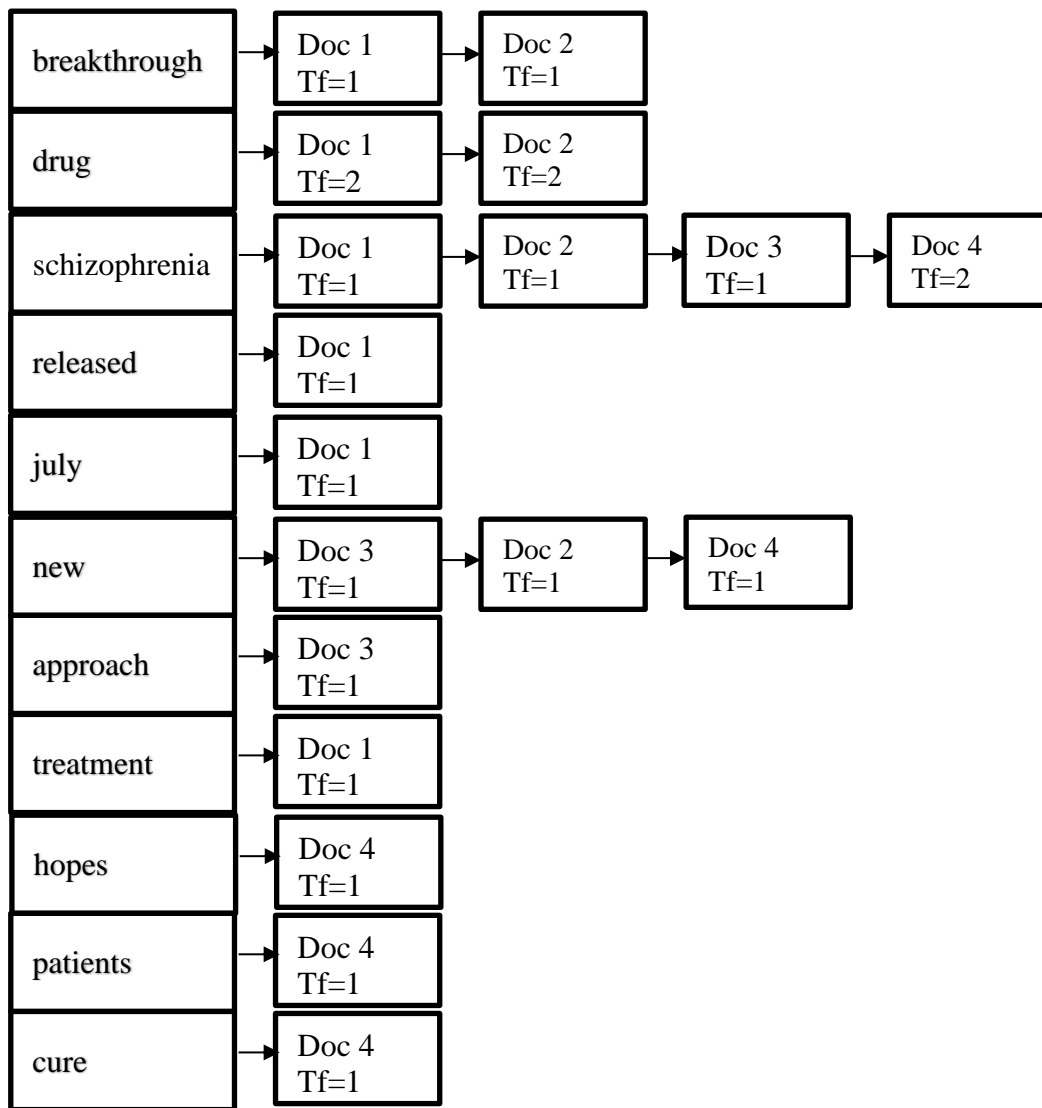 breakthrough
Doc 1
Tf=1
Doc 2
Tf=1
drug
Doc 1
Tf=2
Doc 2
Tf=2
schizophrenia
Doc 1
Tf=1
Doc 2
Tf=1
Doc 3
Tf=1
Doc 4
Tf=2
released
Doc 1
Tf=1
july
Doc 1
Tf=1
new
Doc 3
Tf=1
Doc 2
Tf=1
Doc 4
Tf=1
approach
Doc 3
Tf=1
treatment
Doc 1
Tf=1
hopes
Doc 4
Tf=1
patients
Doc 4
Tf=1
cure
Doc 4
Tf=1